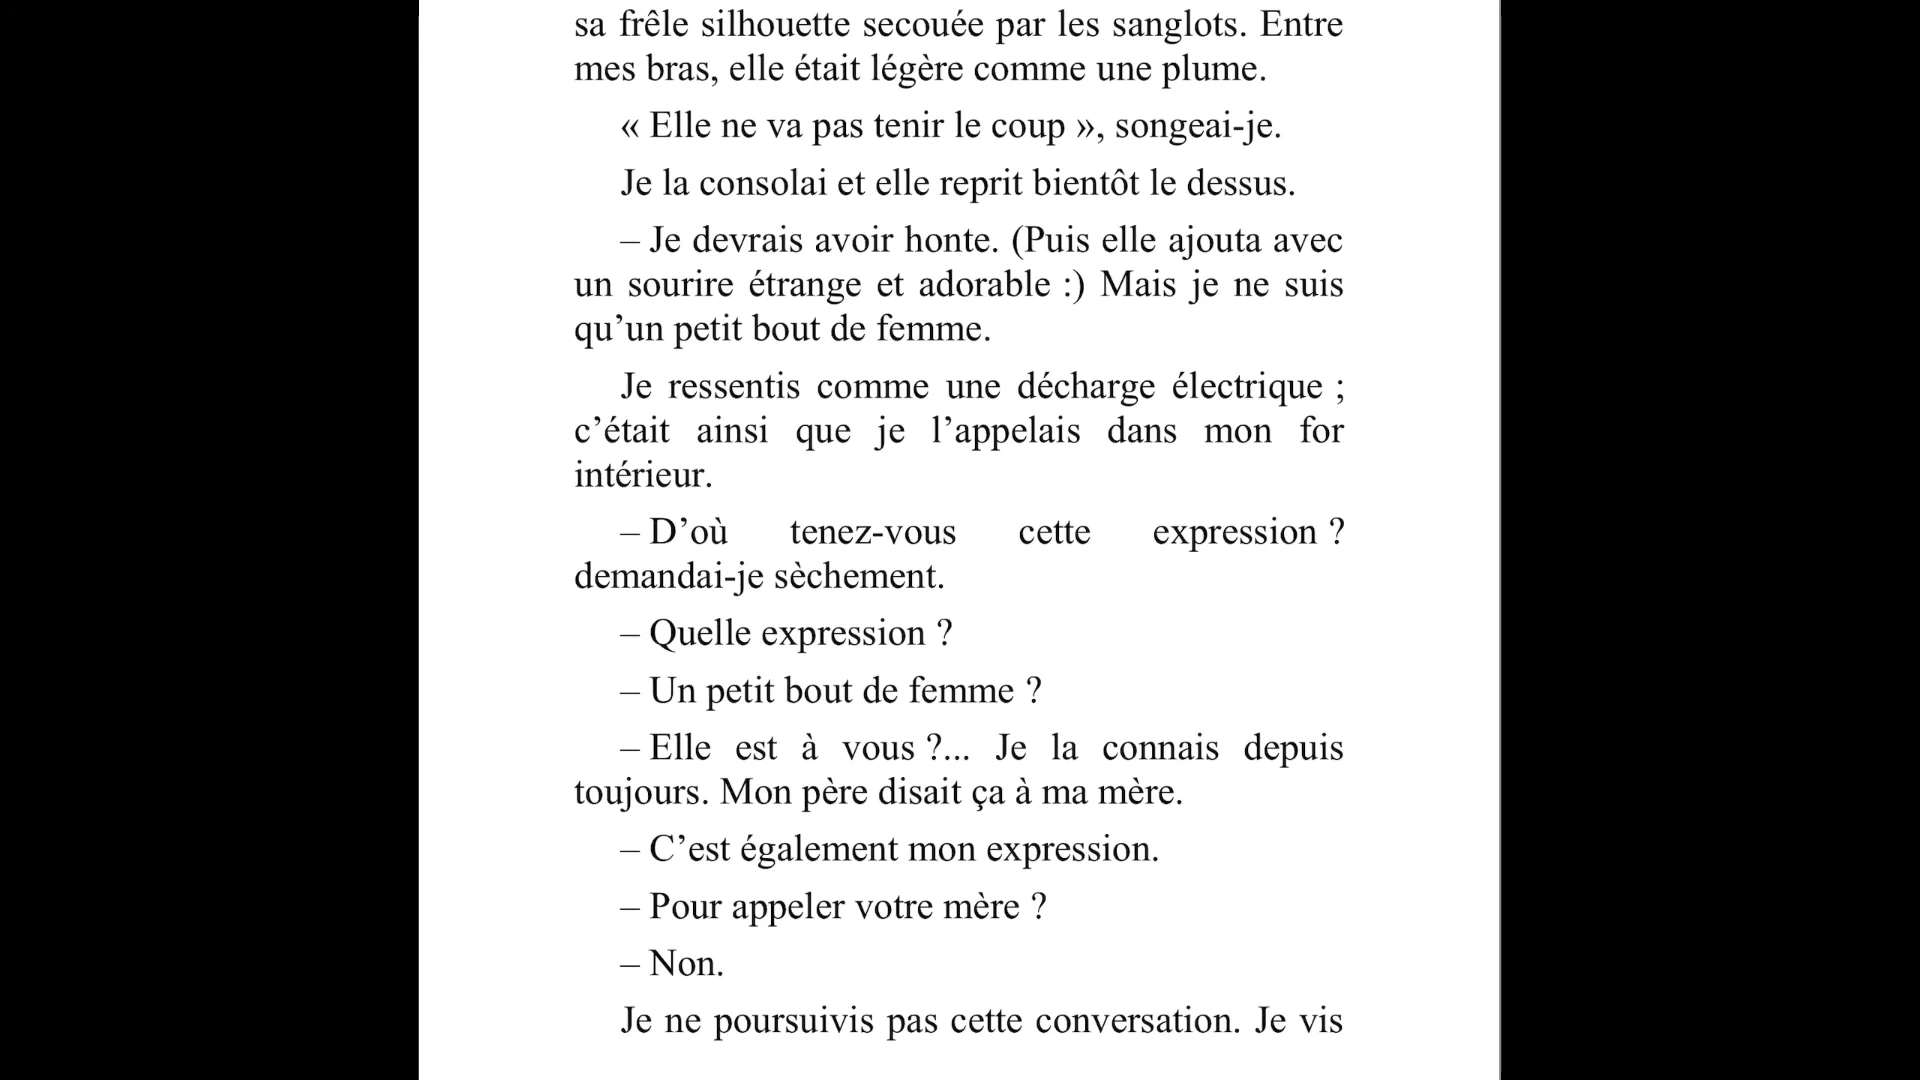 sa frêle silhouette secouée par les sanglots. Entre
mes bras, elle était légère comme une plume.
« Elle ne va pas tenir le coup », songeai-je.
Je la consolai et elle reprit bientôt le dessus.
– Je devrais avoir honte. (Puis elle ajouta avec
un sourire étrange et adorable :) Mais je ne suis
qu’un petit bout de femme.
Je ressentis comme une décharge électrique ;
c’était ainsi que je l’appelais dans mon for
intérieur.
– D’où tenez-vous cette expression ?
demandai-je sèchement.
– Quelle expression ?
– Un petit bout de femme ?
– Elle est à vous ?... Je la connais depuis
toujours. Mon père disait ça à ma mère.
– C’est également mon expression.
– Pour appeler votre mère ?
– Non.
Je ne poursuivis pas cette conversation. Je vis